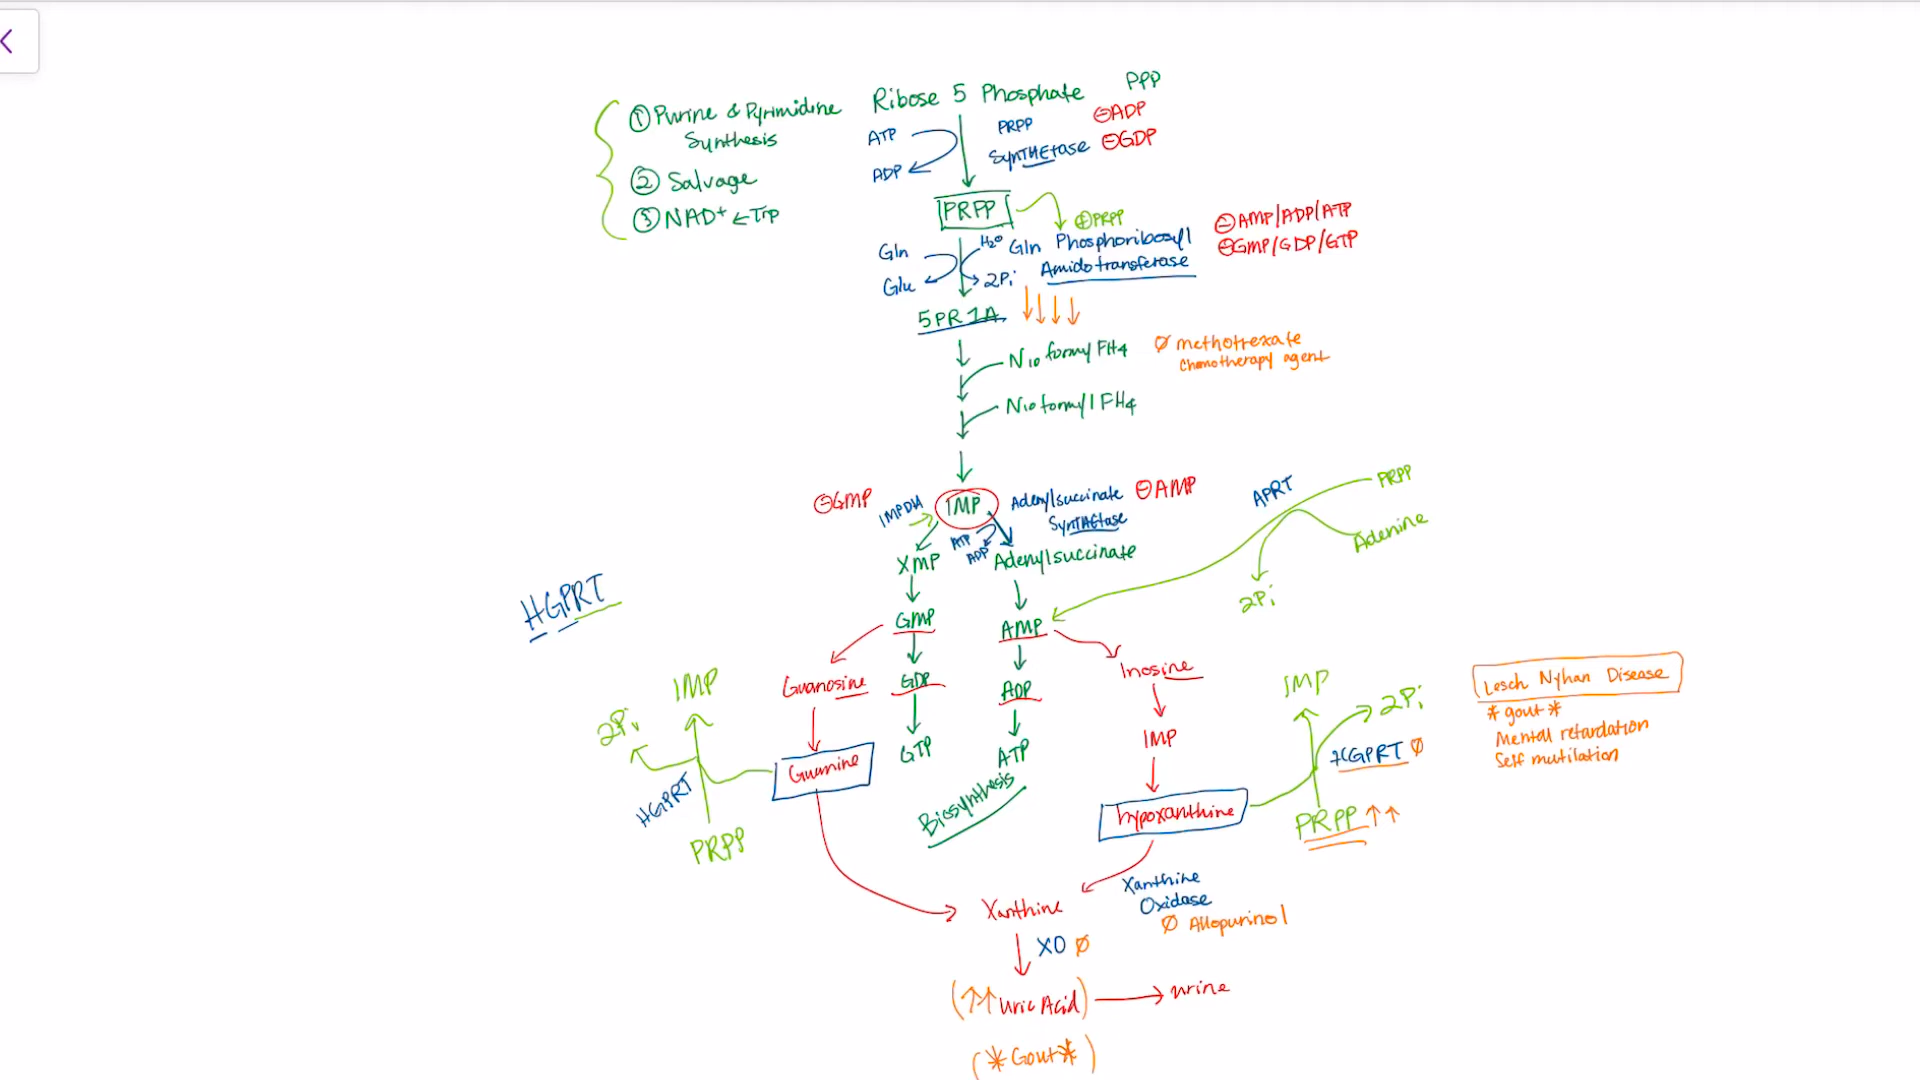 ① Purine & Pyrimidine
Synthesis
② Salvage
③ NAD+ ← Trp
Ribose 5 Phosphate
PPP
ATP
ADP
PRPP
SynTHEtase
⊖ADP
⊖GDP
PRPP
⊕PRPP
Gln
Glu
H2O
2Pi
Gln Phosphoribosyl
Amidotransferase
⊖AMP/ADP/ATP
⊖GMP/GDP/GTP
5PR1A
N10 formyl FH4
Ø methotrexate
Chemotherapy agent
N10 formyl FH4
⊖GMP
IMPDH
IMP
Adenylsuccinate
SynTHEtase
⊖AMP
ATP
ADP
XMP
Adenylsuccinate
APRT
PRPP
Adenine
2Pi
HGPRT
GMP
AMP
Guanosine
GDP
ADP
Inosine
IMP
2Pi
HGPRT
PRPP
Guanine
GTP
ATP
Biosynthesis
IMP
hypoxanthine
IMP
2Pi
HGPRT Ø
PRPP ↑↑
Lesch Nyhan Disease
* gout *
Mental retardation
Self mutilation
Xanthine
Xanthine
Oxidase
Ø Allopurinol
XO Ø
(↑↑ Uric Acid) → urine
(* Gout *)